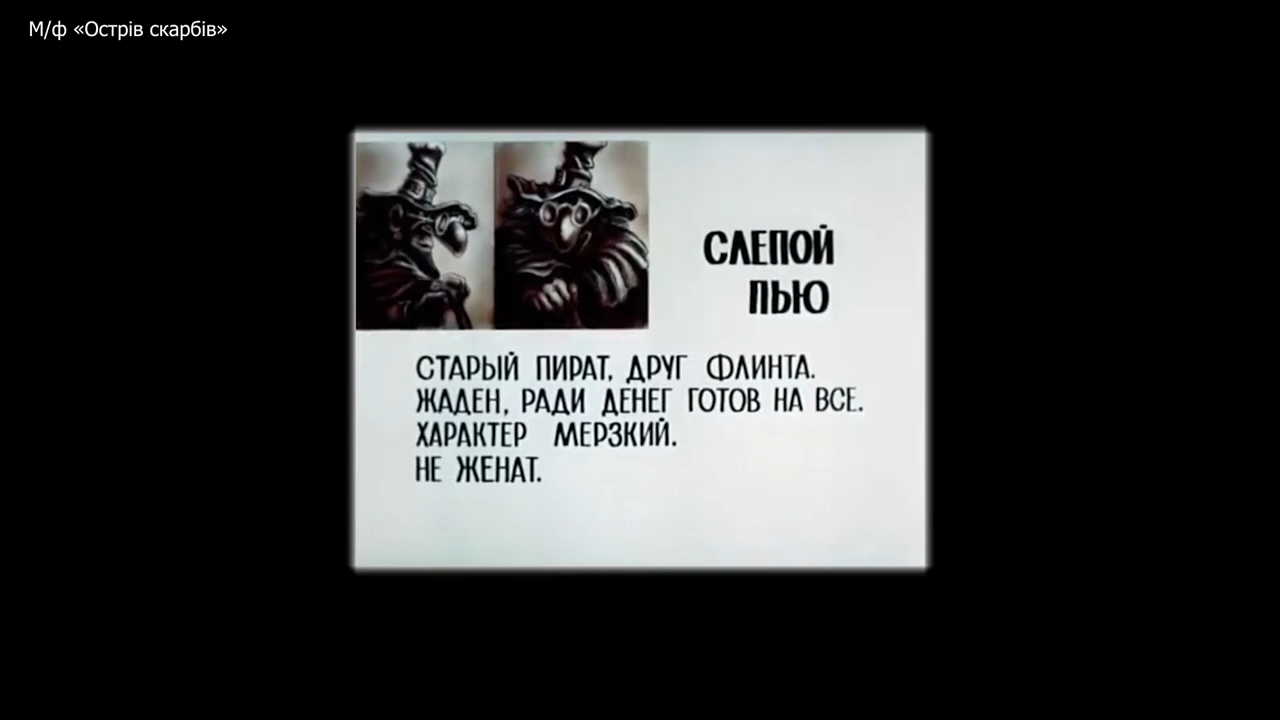 М/ф «Острів скарбів»
СЛЕПОЙ
ПЬЮ
СТАРЫЙ ПИРАТ, ДРУГ ФЛИНТА.
ЖАДЕН, РАДИ ДЕНЕГ ГОТОВ НА ВСЕ.
ХАРАКТЕР МЕРЗКИЙ.
НЕ ЖЕНАТ.